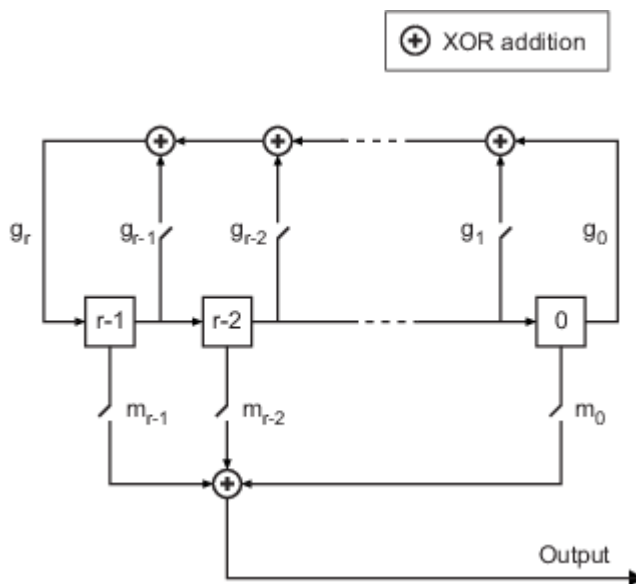 XOR addition
g_r
g_{r-1}
g_{r-2}
g_1
g_0
r-1
r-2
0
m_{r-1}
m_{r-2}
m_0
Output